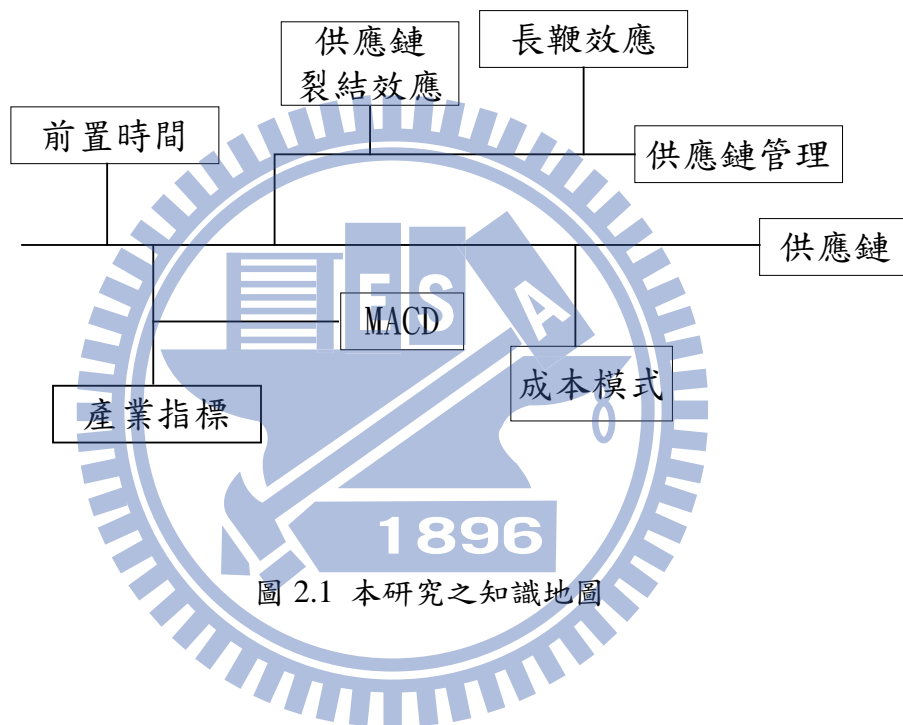 供應鏈
裂結效應
長鞭效應
前置時間
供應鏈管理
供應鏈
E S A
MACD
成本模式
產業指標
1896
圖 2.1 本研究之知識地圖